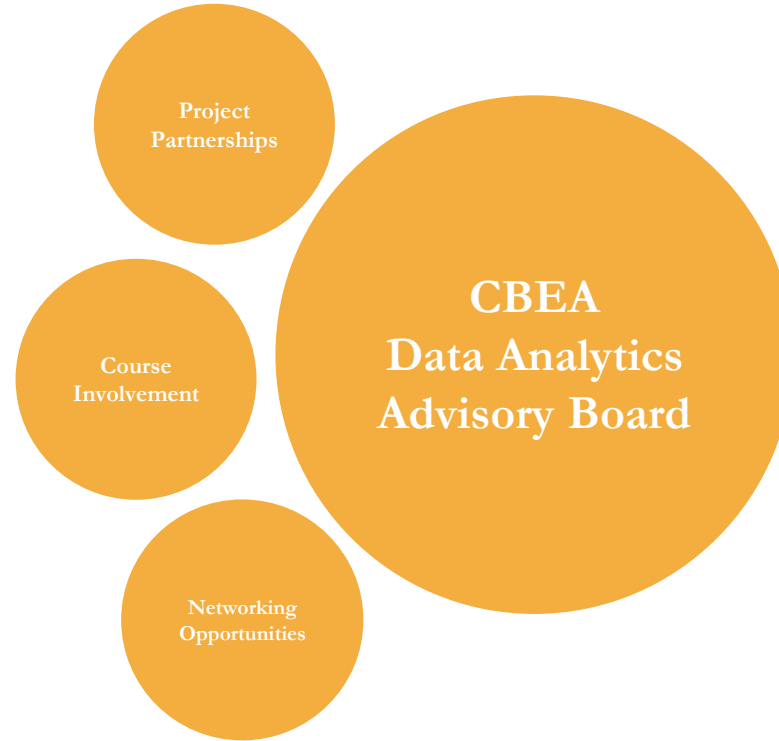 Project
Partnerships
CBEA
Data Analytics
Advisory Board
Course
Involvement
Networking
Opportunities